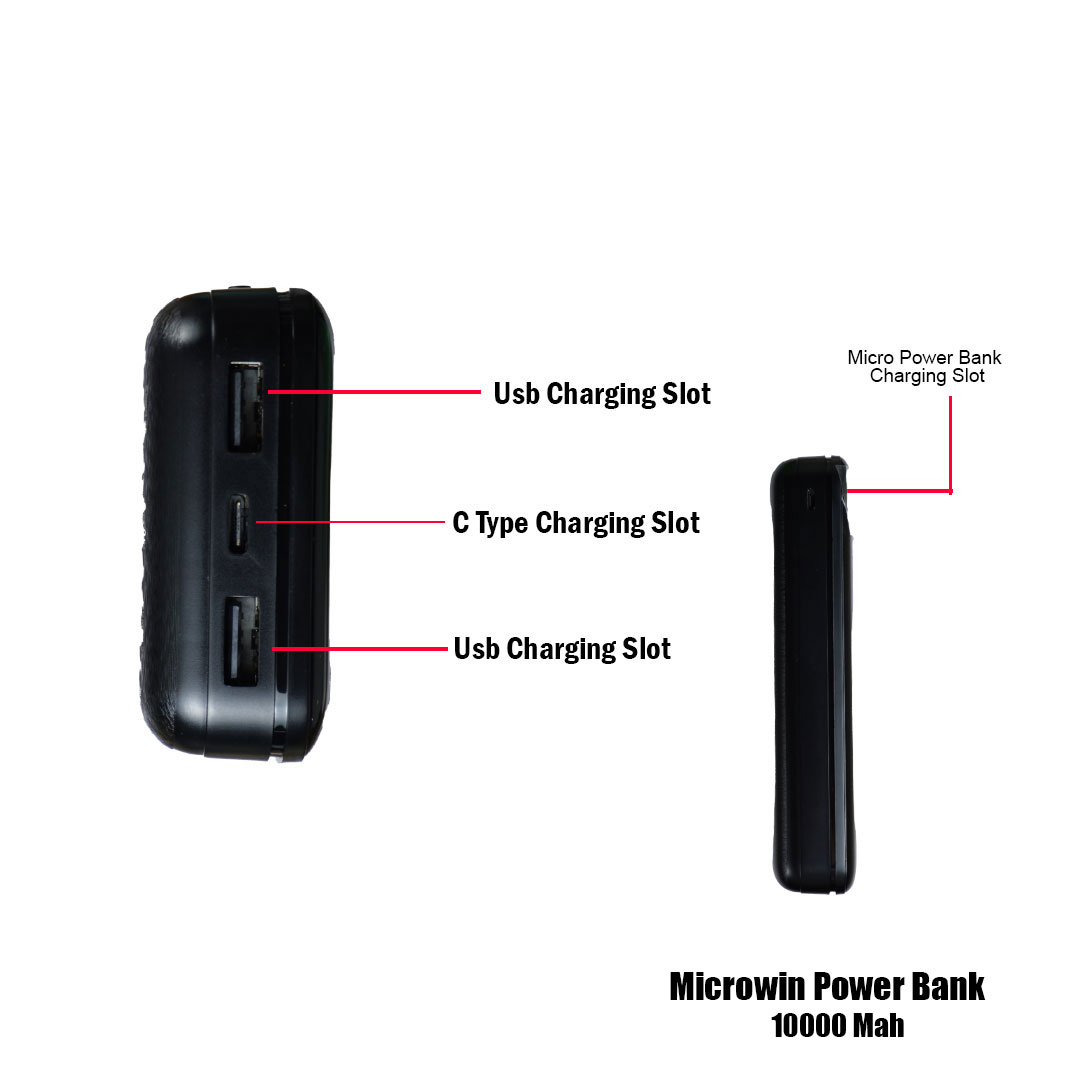 Usb Charging Slot
C Type Charging Slot
Usb Charging Slot
Micro Power Bank
Charging Slot
Microwin Power Bank
10000 Mah